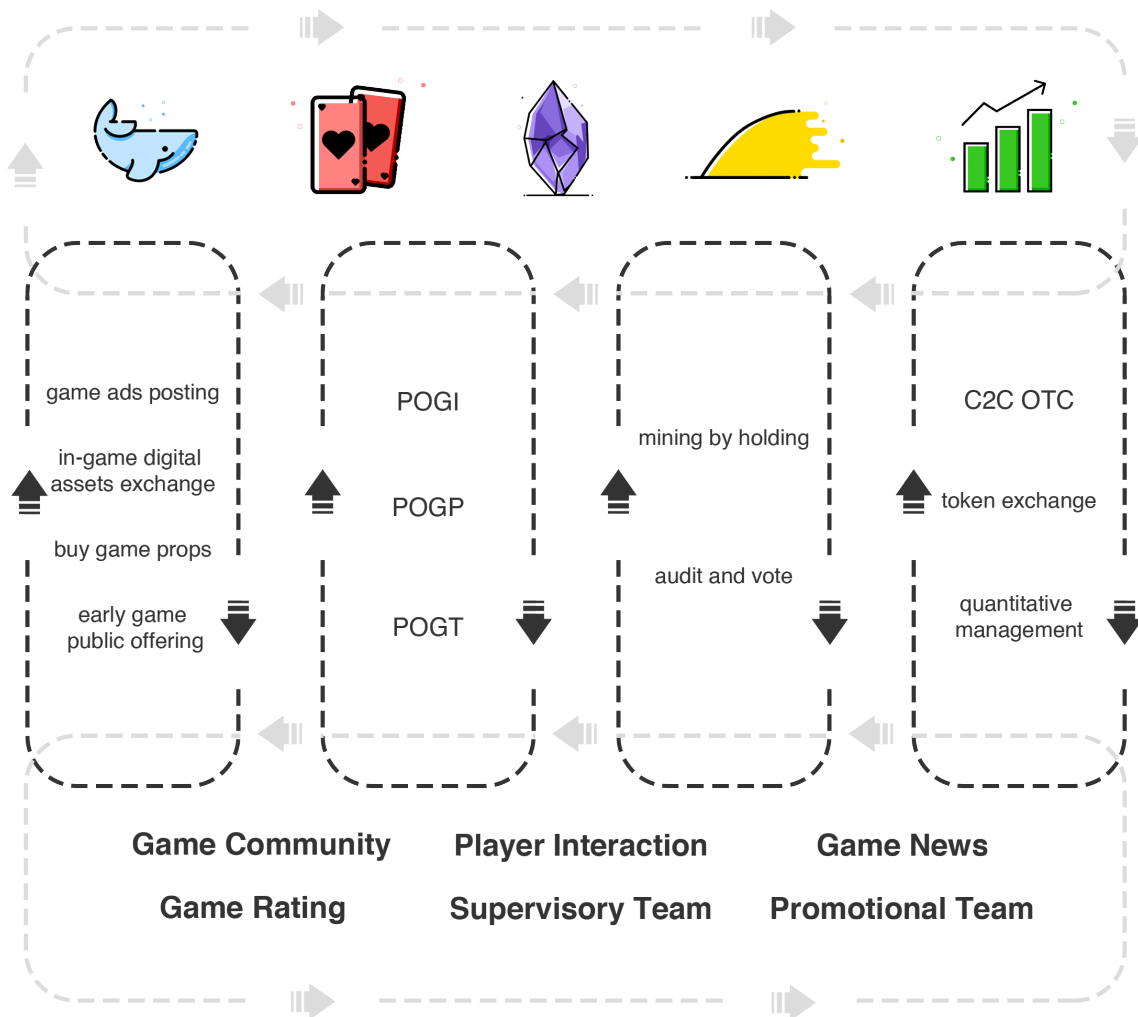 game ads posting
in-game digital
assets exchange
buy game props
early game
public offering
POGI
POGP
POGT
mining by holding
audit and vote
C2C OTC
token exchange
quantitative
management
Game Community
Player Interaction
Game News
Game Rating
Supervisory Team
Promotional Team